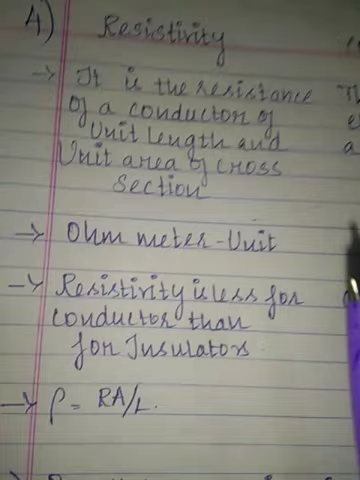 4) Resistivity
→ It is the resistance
of a conductor of
Unit length and
Unit area of cross
Section
→ Ohm meter - Unit
→ Resistivity is less for
conductor than
for Insulators
→ ρ = RA/L.